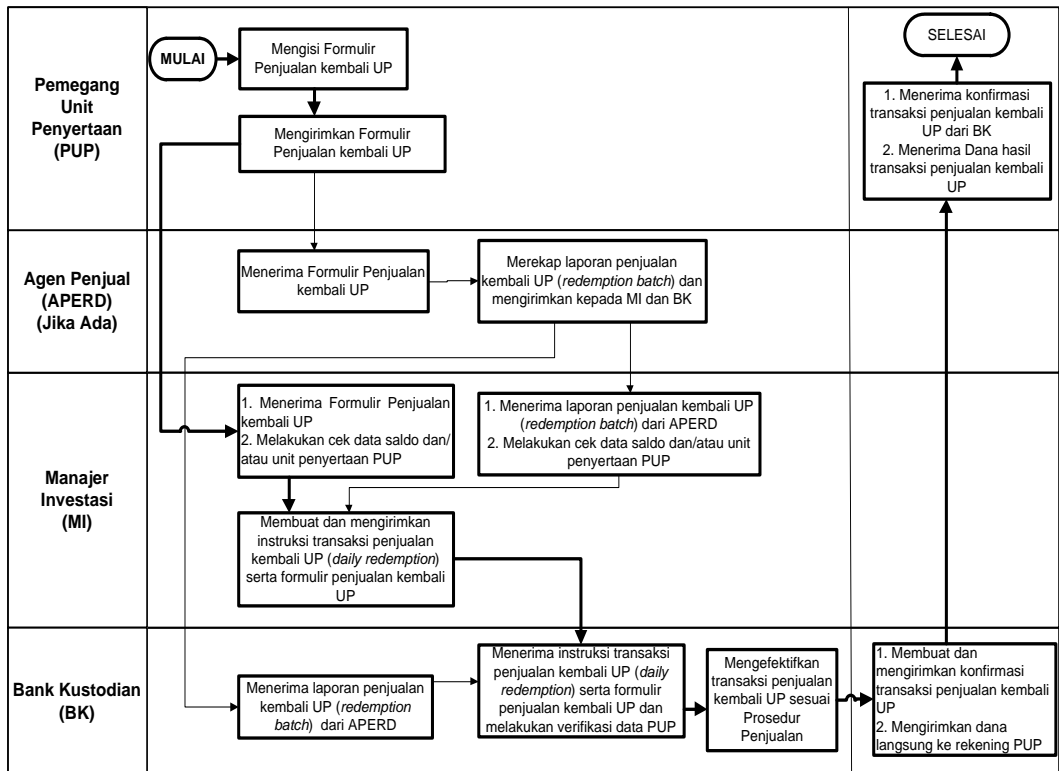 Pemegang
Unit
Penyertaan
(PUP)
MULAI
Mengisi Formulir
Penjualan kembali UP
Mengirimkan Formulir
Penjualan kembali UP
SELESAI
1. Menerima konfirmasi
transaksi penjualan kembali
UP dari BK
2. Menerima Dana hasil
transaksi penjualan kembali
UP
Agen Penjual
(APERD)
(Jika Ada)
Menerima Formulir Penjualan
kembali UP
Merekap laporan penjualan
kembali UP (redemption batch) dan
mengirimkan kepada MI dan BK
Manajer
Investasi
(MI)
1. Menerima Formulir Penjualan
kembali UP
2. Melakukan cek data saldo dan/
atau unit penyertaan PUP
1. Menerima laporan penjualan kembali UP
(redemption batch) dari APERD
2. Melakukan cek data saldo dan/atau unit
penyertaan PUP
Membuat dan mengirimkan
instruksi transaksi penjualan
kembali UP (daily redemption)
serta formulir penjualan kembali
UP
Bank Kustodian
(BK)
Menerima laporan penjualan
kembali UP (redemption
batch) dari APERD
Menerima instruksi transaksi
penjualan kembali UP (daily
redemption) serta formulir
penjualan kembali UP dan
melakukan verifikasi data PUP
Mengefektifkan
transaksi penjualan
kembali UP sesuai
Prosedur
Penjualan
1. Membuat dan
mengirimkan konfirmasi
transaksi penjualan kembali
UP
2. Mengirimkan dana
langsung ke rekening PUP